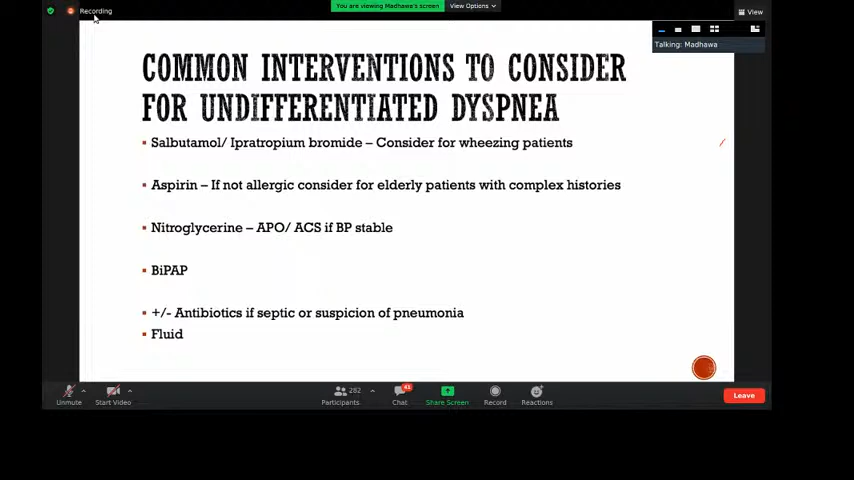 Recording
You are viewing Madhawa's screen
View Options
View
Talking: Madhawa
COMMON INTERVENTIONS TO CONSIDER
FOR UNDIFFERENTIATED DYSPNEA
Salbutamol/ Ipratropium bromide – Consider for wheezing patients
Aspirin – If not allergic consider for elderly patients with complex histories
Nitroglycerine – APO/ ACS if BP stable
BiPAP
+/- Antibiotics if septic or suspicion of pneumonia
Fluid
282
41
Unmute
Start Video
Participants
Chat
Share Screen
Record
Reactions
Leave